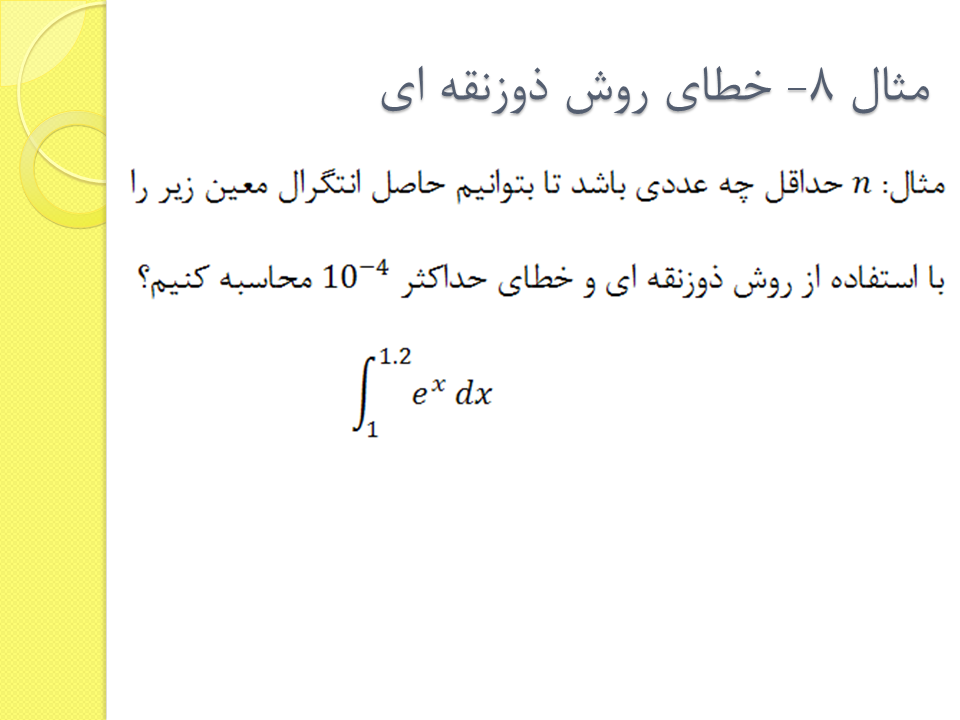 مثال ۸- خطای روش ذوزنقه ای
مثال: n حداقل چه عددی باشد تا بتوانیم حاصل انتگرال معین زیر را
با استفاده از روش ذوزنقه ای و خطای حداکثر 10⁻⁴ محاسبه کنیم؟
∫₁^1.2 eˣ dx